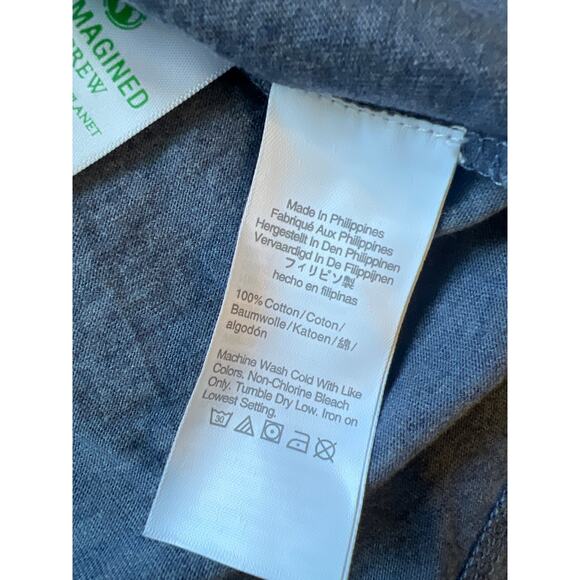 IMAGINED
REW
LANET
Made In Philippines
Fabriqué Aux Philippines
Hergestellt In Den Philippinen
Vervaardigd In De Filippijnen
フィリピン製
hecho en filipinas
100% Cotton/Coton/
Baumwolle/Katoen/綿/
algodón
Machine Wash Cold With Like
Colors. Non-Chlorine Bleach
Only. Tumble Dry Low. Iron on
Lowest Setting.
30